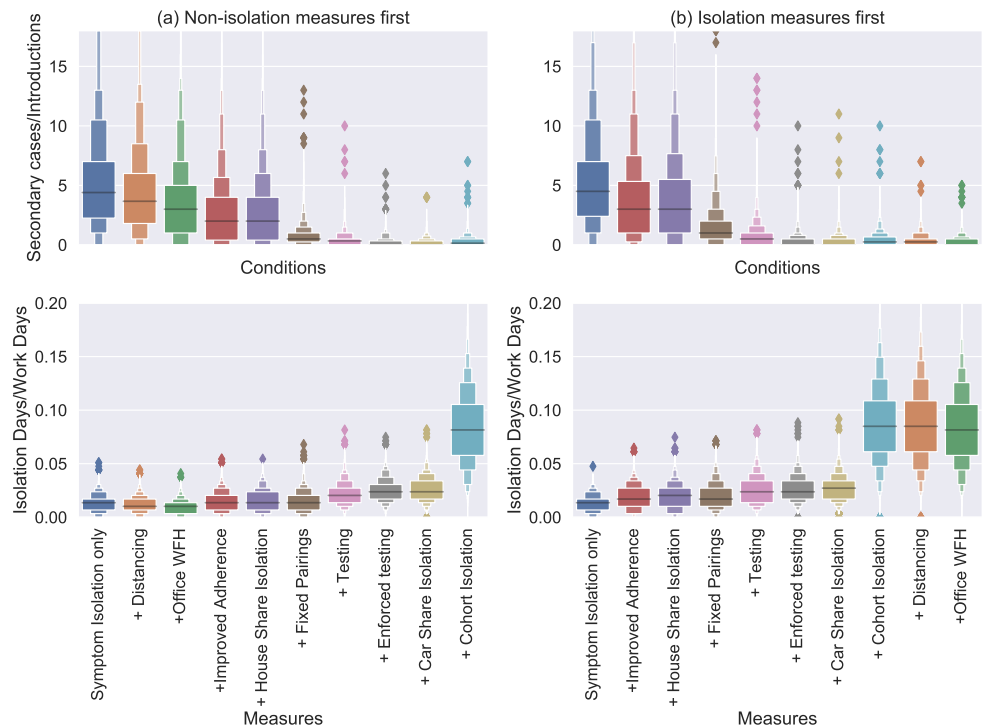 (a) Non-isolation measures first
(b) Isolation measures first
Secondary cases/Introductions
15
10
5
0
Conditions
15
10
5
0
Conditions
Isolation Days/Work Days
0.20
0.15
0.10
0.05
0.00
Symptom Isolation only
+ Distancing
+Office WFH
+Improved Adherence
+ House Share Isolation
+ Fixed Pairings
+ Testing
+ Enforced testing
+ Car Share Isolation
+ Cohort Isolation
Measures
Isolation Days/Work Days
0.20
0.15
0.10
0.05
0.00
Symptom Isolation only
+Improved Adherence
+ House Share Isolation
+ Fixed Pairings
+ Testing
+ Enforced testing
+ Car Share Isolation
+ Cohort Isolation
+ Distancing
+Office WFH
Measures